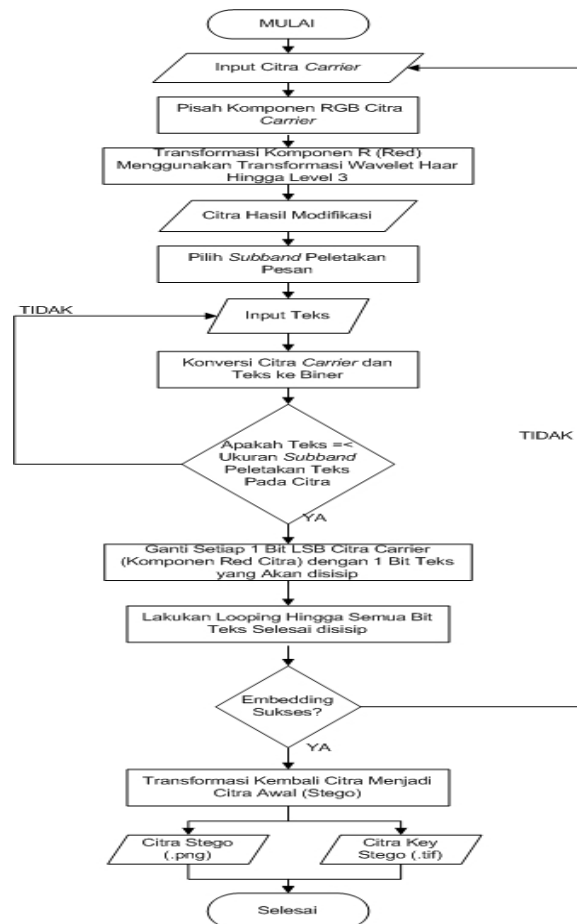 MULAI
Input Citra Carrier
Pisah Komponen RGB Citra
Carrier
Transformasi Komponen R (Red)
Menggunakan Transformasi Wavelet Haar
Hingga Level 3
Citra Hasil Modifikasi
Pilih Subband Peletakan
Pesan
TIDAK
Input Teks
Konversi Citra Carrier dan
Teks ke Biner
Apakah Teks =<
Ukuran Subband
Peletakan Teks
Pada Citra
TIDAK
YA
Ganti Setiap 1 Bit LSB Citra Carrier
(Komponen Red Citra) dengan 1 Bit Teks
yang Akan disisip
Lakukan Looping Hingga Semua Bit
Teks Selesai disisip
Embedding
Sukses?
YA
Transformasi Kembali Citra Menjadi
Citra Awal (Stego)
Citra Stego
(.png)
Citra Key
Stego (.tif)
Selesai